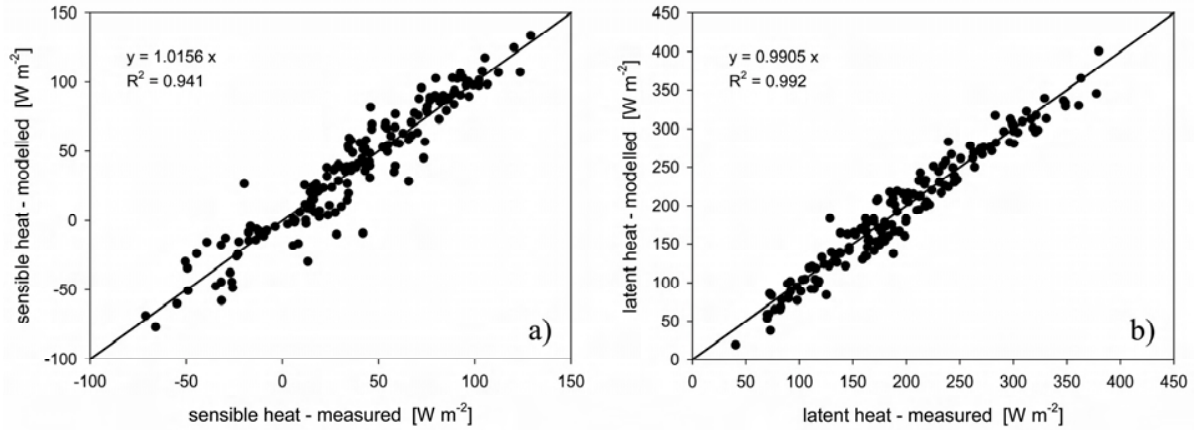 150
100
50
0
-50
-100
sensible heat - modelled [W m⁻²]
y = 1.0156 x
R² = 0.941
a)
-100 -50 0 50 100 150
sensible heat - measured [W m⁻²]
450
400
350
300
250
200
150
100
50
0
latent heat - modelled [W m⁻²]
y = 0.9905 x
R² = 0.992
b)
0 50 100 150 200 250 300 350 400 450
latent heat - measured [W m⁻²]